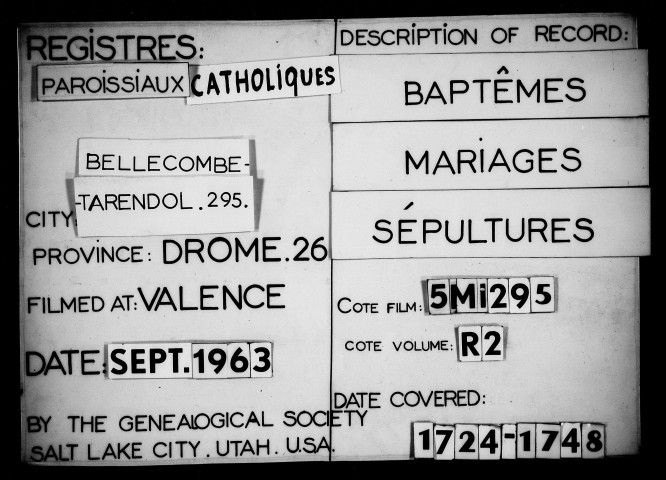 REGISTRES:
PAROISSIAUX CATHOLIQUES
BELLECOMBE-
CITY: -TARENDOL.295.
PROVINCE: DROME.26
FILMED AT: VALENCE
DATE: SEPT.1963
BY THE GENEALOGICAL SOCIETY
SALT LAKE CITY. UTAH. U.S.A.
DESCRIPTION OF RECORD:
BAPTÊMES
MARIAGES
SÉPULTURES
COTE FILM: 5Mi295
COTE VOLUME: R2
DATE COVERED:
1724-1748